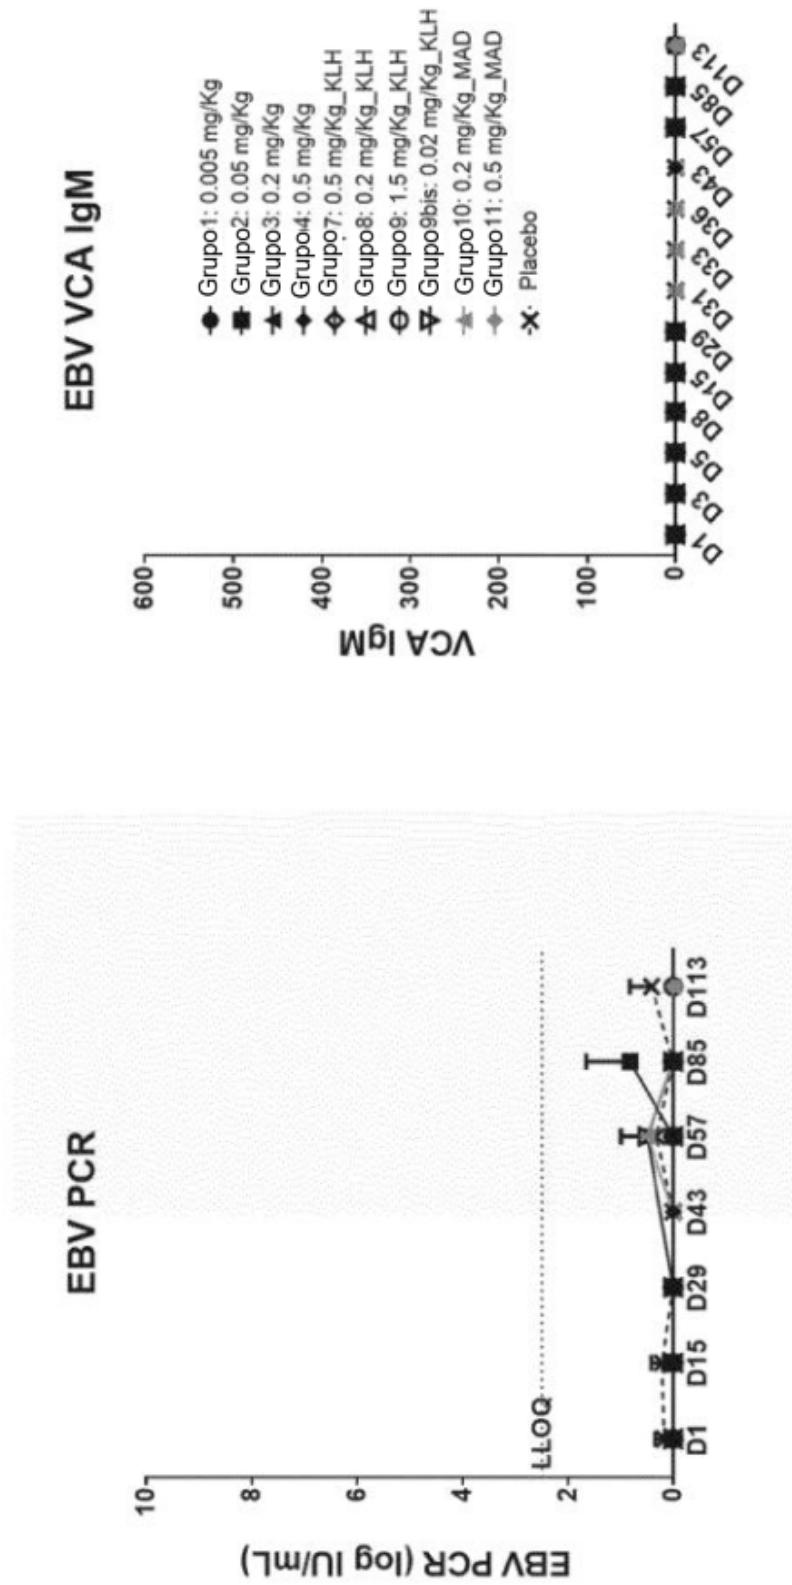 EBV PCR
EBV PCR (log IU/mL)
10
8
6
4
2
0
LLOQ
D1
D15
D29
D43
D57
D85
D113
EBV VCA IgM
VCA IgM
600
500
400
300
200
100
0
D1
D3
D5
D8
D15
D29
D31
D33
D36
D43
D57
D85
D113
Grupo1: 0.005 mg/Kg
Grupo2: 0.05 mg/Kg
Grupo3: 0.2 mg/Kg
Grupo4: 0.5 mg/Kg
Grupo7: 0.5 mg/Kg_KLH
Grupo8: 0.2 mg/Kg_KLH
Grupo9: 1.5 mg/Kg_KLH
Grupo9bis: 0.02 mg/Kg_KLH
Grupo10: 0.2 mg/Kg_MAD
Grupo11: 0.5 mg/Kg_MAD
Placebo